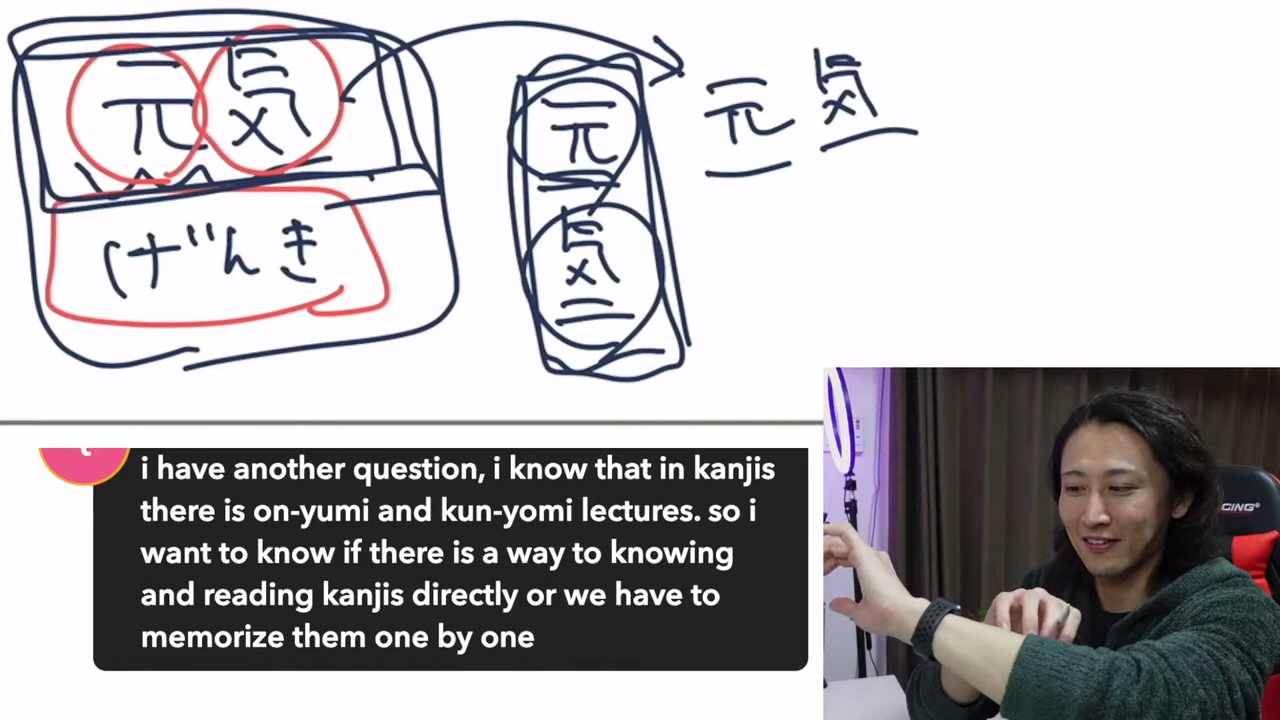 元気
げんき
元
気
元 気
i have another question, i know that in kanjis
there is on-yumi and kun-yomi lectures. so i
want to know if there is a way to knowing
and reading kanjis directly or we have to
memorize them one by one